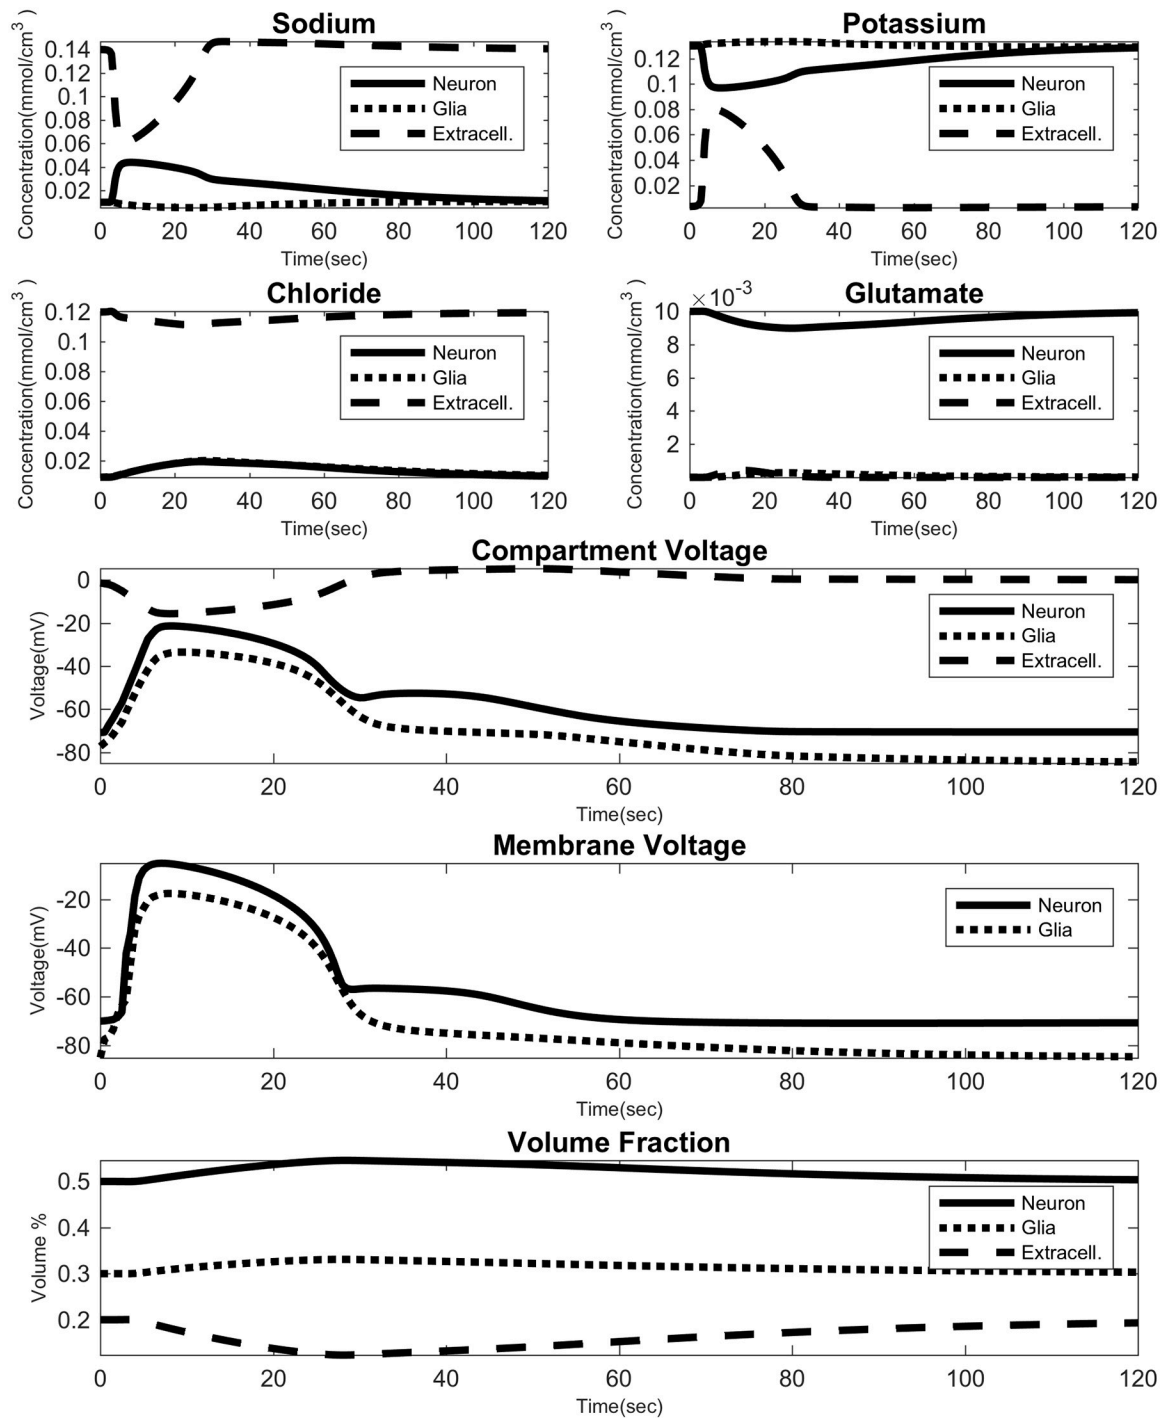 Sodium
Concentration(mmol/cm³ )
0.14
0.12
0.1
0.08
0.06
0.04
0.02
Neuron
Glia
Extracell.
0 20 40 60 80 100 120
Time(sec)
Potassium
Concentration(mmol/cm³ )
0.12
0.1
0.08
0.06
0.04
0.02
Neuron
Glia
Extracell.
0 20 40 60 80 100 120
Time(sec)
Chloride
Concentration(mmol/cm³ )
0.12
0.1
0.08
0.06
0.04
0.02
Neuron
Glia
Extracell.
0 20 40 60 80 100 120
Time(sec)
Glutamate
×10⁻³
Concentration(mmol/cm³ )
10
8
6
4
2
Neuron
Glia
Extracell.
0 20 40 60 80 100 120
Time(sec)
Compartment Voltage
Voltage(mV)
0
-20
-40
-60
-80
Neuron
Glia
Extracell.
0 20 40 60 80 100 120
Time(sec)
Membrane Voltage
Voltage(mV)
-20
-40
-60
-80
Neuron
Glia
0 20 40 60 80 100 120
Time(sec)
Volume Fraction
Volume %
0.5
0.4
0.3
0.2
Neuron
Glia
Extracell.
0 20 40 60 80 100 120
Time(sec)